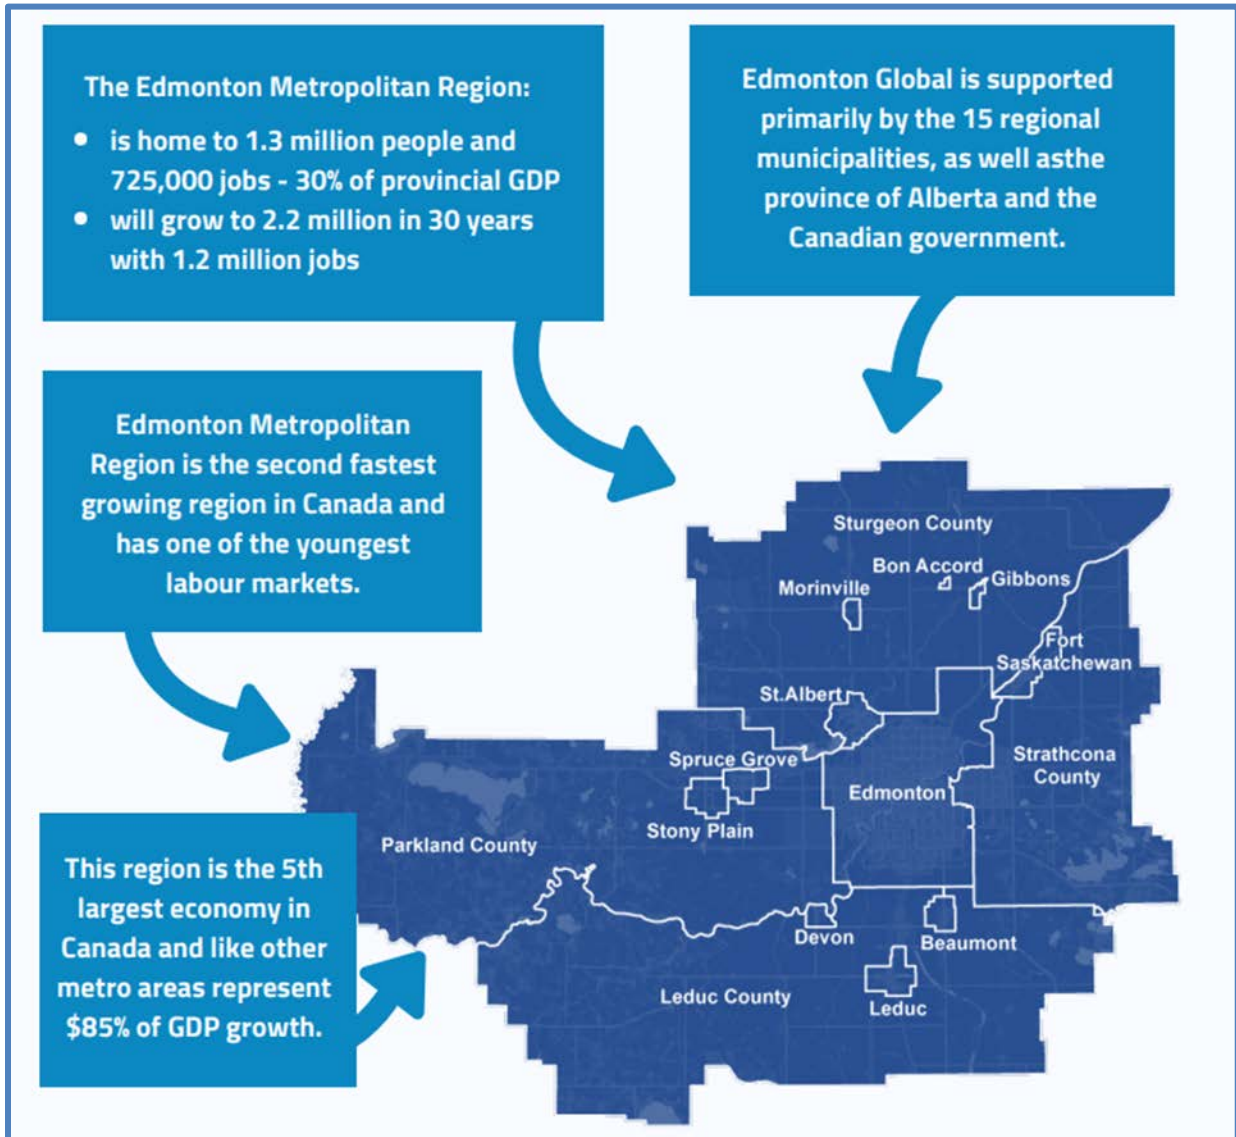 The Edmonton Metropolitan Region:
• is home to 1.3 million people and
725,000 jobs - 30% of provincial GDP
• will grow to 2.2 million in 30 years
with 1.2 million jobs
Edmonton Global is supported
primarily by the 15 regional
municipalities, as well asthe
province of Alberta and the
Canadian government.
Edmonton Metropolitan
Region is the second fastest
growing region in Canada and
has one of the youngest
labour markets.
This region is the 5th
largest economy in
Canada and like other
metro areas represent
$85% of GDP growth.
Sturgeon County
Bon Accord
Gibbons
Morinville
Fort
Saskatchewan
St.Albert
Spruce Grove
Strathcona
County
Edmonton
Stony Plain
Parkland County
Devon
Beaumont
Leduc County
Leduc